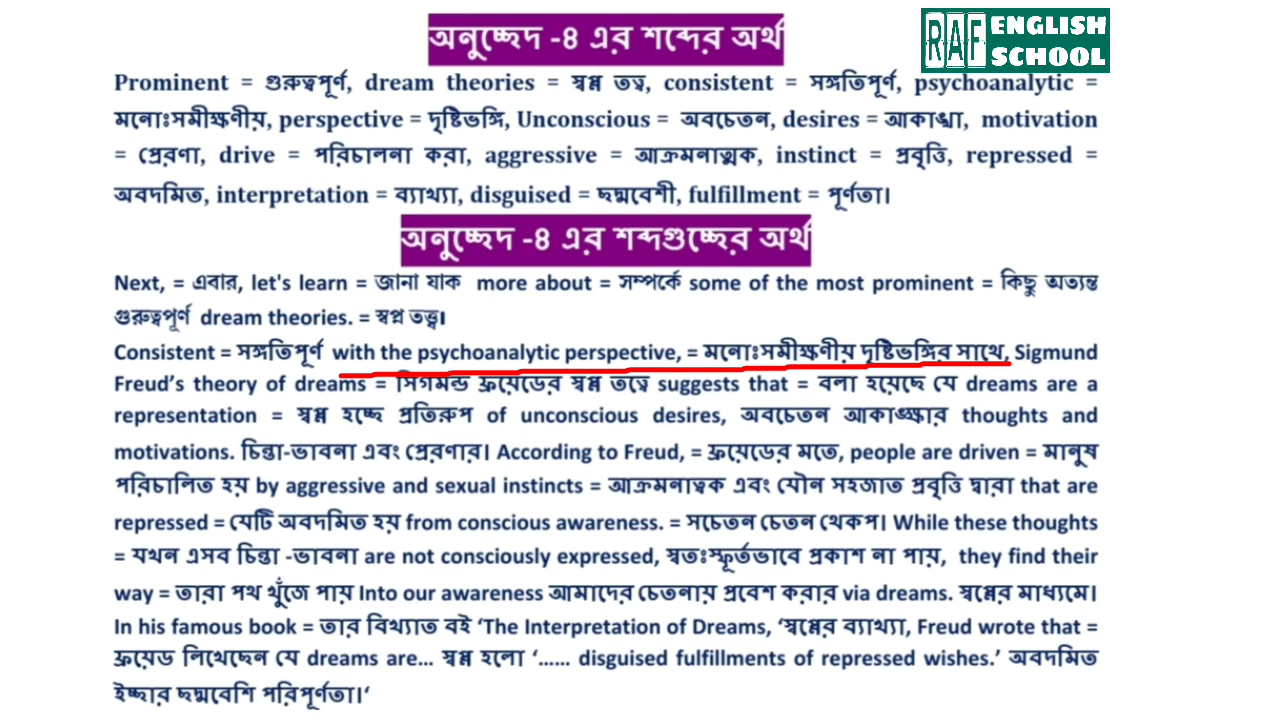 অনুচ্ছেদ -৪ এর শব্দের অর্থ
RAF ENGLISH SCHOOL
Prominent = গুরুত্বপূর্ণ, dream theories = স্বপ্ন তত্ব, consistent = সঙ্গতিপূর্ণ, psychoanalytic =
মনোঃসমীক্ষণীয়, perspective = দৃষ্টিভঙ্গি, Unconscious = অবচেতন, desires = আকাঙ্খা, motivation
= প্রেরণা, drive = পরিচালনা করা, aggressive = আক্রমনাত্মক, instinct = প্রবৃত্তি, repressed =
অবদমিত, interpretation = ব্যাখ্যা, disguised = ছদ্মবেশী, fulfillment = পূর্ণতা।
অনুচ্ছেদ -৪ এর শব্দগুচ্ছের অর্থ
Next, = এবার, let's learn = জানা যাক more about = সম্পর্কে some of the most prominent = কিছু অত্যন্ত
গুরুত্বপূর্ণ dream theories. = স্বপ্ন তত্ত্ব।
Consistent = সঙ্গতিপূর্ণ with the psychoanalytic perspective, = মনোঃসমীক্ষণীয় দৃষ্টিভঙ্গির সাথে, Sigmund
Freud’s theory of dreams = সিগমন্ড ফ্রয়েডের স্বপ্ন তত্বে suggests that = বলা হয়েছে যে dreams are a
representation = স্বপ্ন হচ্ছে প্রতিরুপ of unconscious desires, অবচেতন আকাঙ্ক্ষার thoughts and
motivations. চিন্তা-ভাবনা এবং প্রেরণার। According to Freud, = ফ্রয়েডের মতে, people are driven = মানুষ
পরিচালিত হয় by aggressive and sexual instincts = আক্রমনাত্বক এবং যৌন সহজাত প্রবৃত্তি দ্বারা that are
repressed = যেটি অবদমিত হয় from conscious awareness. = সচেতন চেতন থেকপ। While these thoughts
= যখন এসব চিন্তা -ভাবনা are not consciously expressed, স্বতঃস্ফূর্তভাবে প্রকাশ না পায়, they find their
way = তারা পথ খুঁজে পায় Into our awareness আমাদের চেতনায় প্রবেশ করার via dreams. স্বপ্নের মাধ্যমে।
In his famous book = তার বিখ্যাত বই ‘The Interpretation of Dreams, ‘স্বপ্নের ব্যাখ্যা, Freud wrote that =
ফ্রয়েড লিখেছেন যে dreams are... স্বপ্ন হলো ‘...... disguised fulfillments of repressed wishes.’ অবদমিত
ইচ্ছার ছদ্মবেশি পরিপূর্ণতা।‘